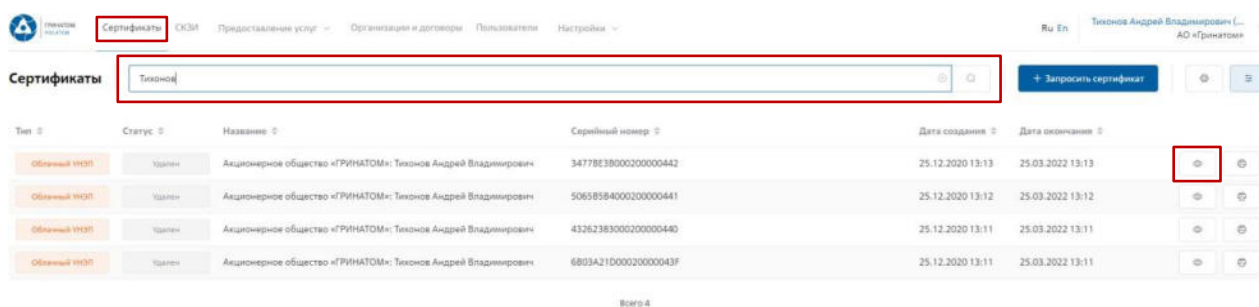 ГРИНАТОМ
РОСАТОМ
Сертификаты СКЗИ Предоставление услуг Организации и договоры Пользователи Настройки Ru En Тихонов Андрей Владимирович (...
АО «Гринатом»
Сертификаты Тихонов + Запросить сертификат
Тип Статус Название Серийный номер Дата создания Дата окончания
Облачный УНЭП Удален Акционерное общество «ГРИНАТОМ»: Тихонов Андрей Владимирович 3477BE3B000200000442 25.12.2020 13:13 25.03.2022 13:13
Облачный УНЭП Удален Акционерное общество «ГРИНАТОМ»: Тихонов Андрей Владимирович 5065B5B4000200000441 25.12.2020 13:12 25.03.2022 13:12
Облачный УНЭП Удален Акционерное общество «ГРИНАТОМ»: Тихонов Андрей Владимирович 432623B3000200000440 25.12.2020 13:11 25.03.2022 13:11
Облачный УНЭП Удален Акционерное общество «ГРИНАТОМ»: Тихонов Андрей Владимирович 6B03A21D00020000043F 25.12.2020 13:11 25.03.2022 13:11
Всего 4